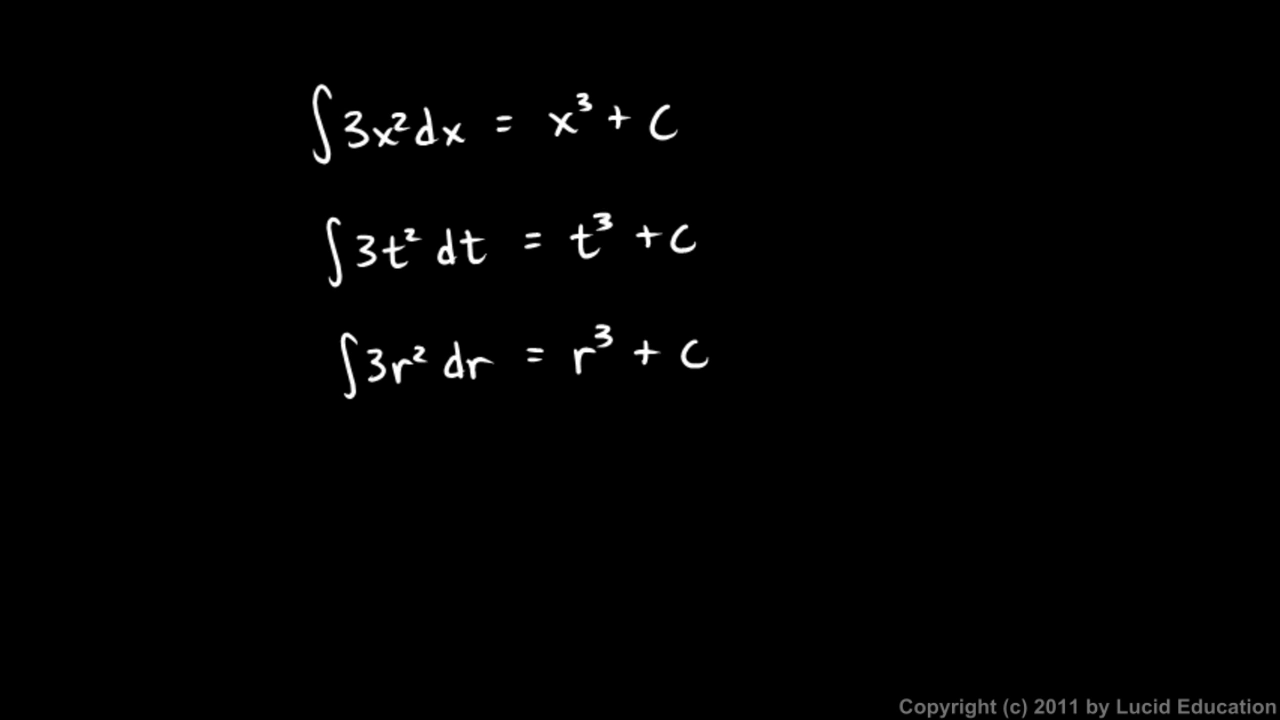 ∫3x²dx = x³ + C
∫3t² dt = t³ + C
∫3r² dr = r³ + C
Copyright (c) 2011 by Lucid Education